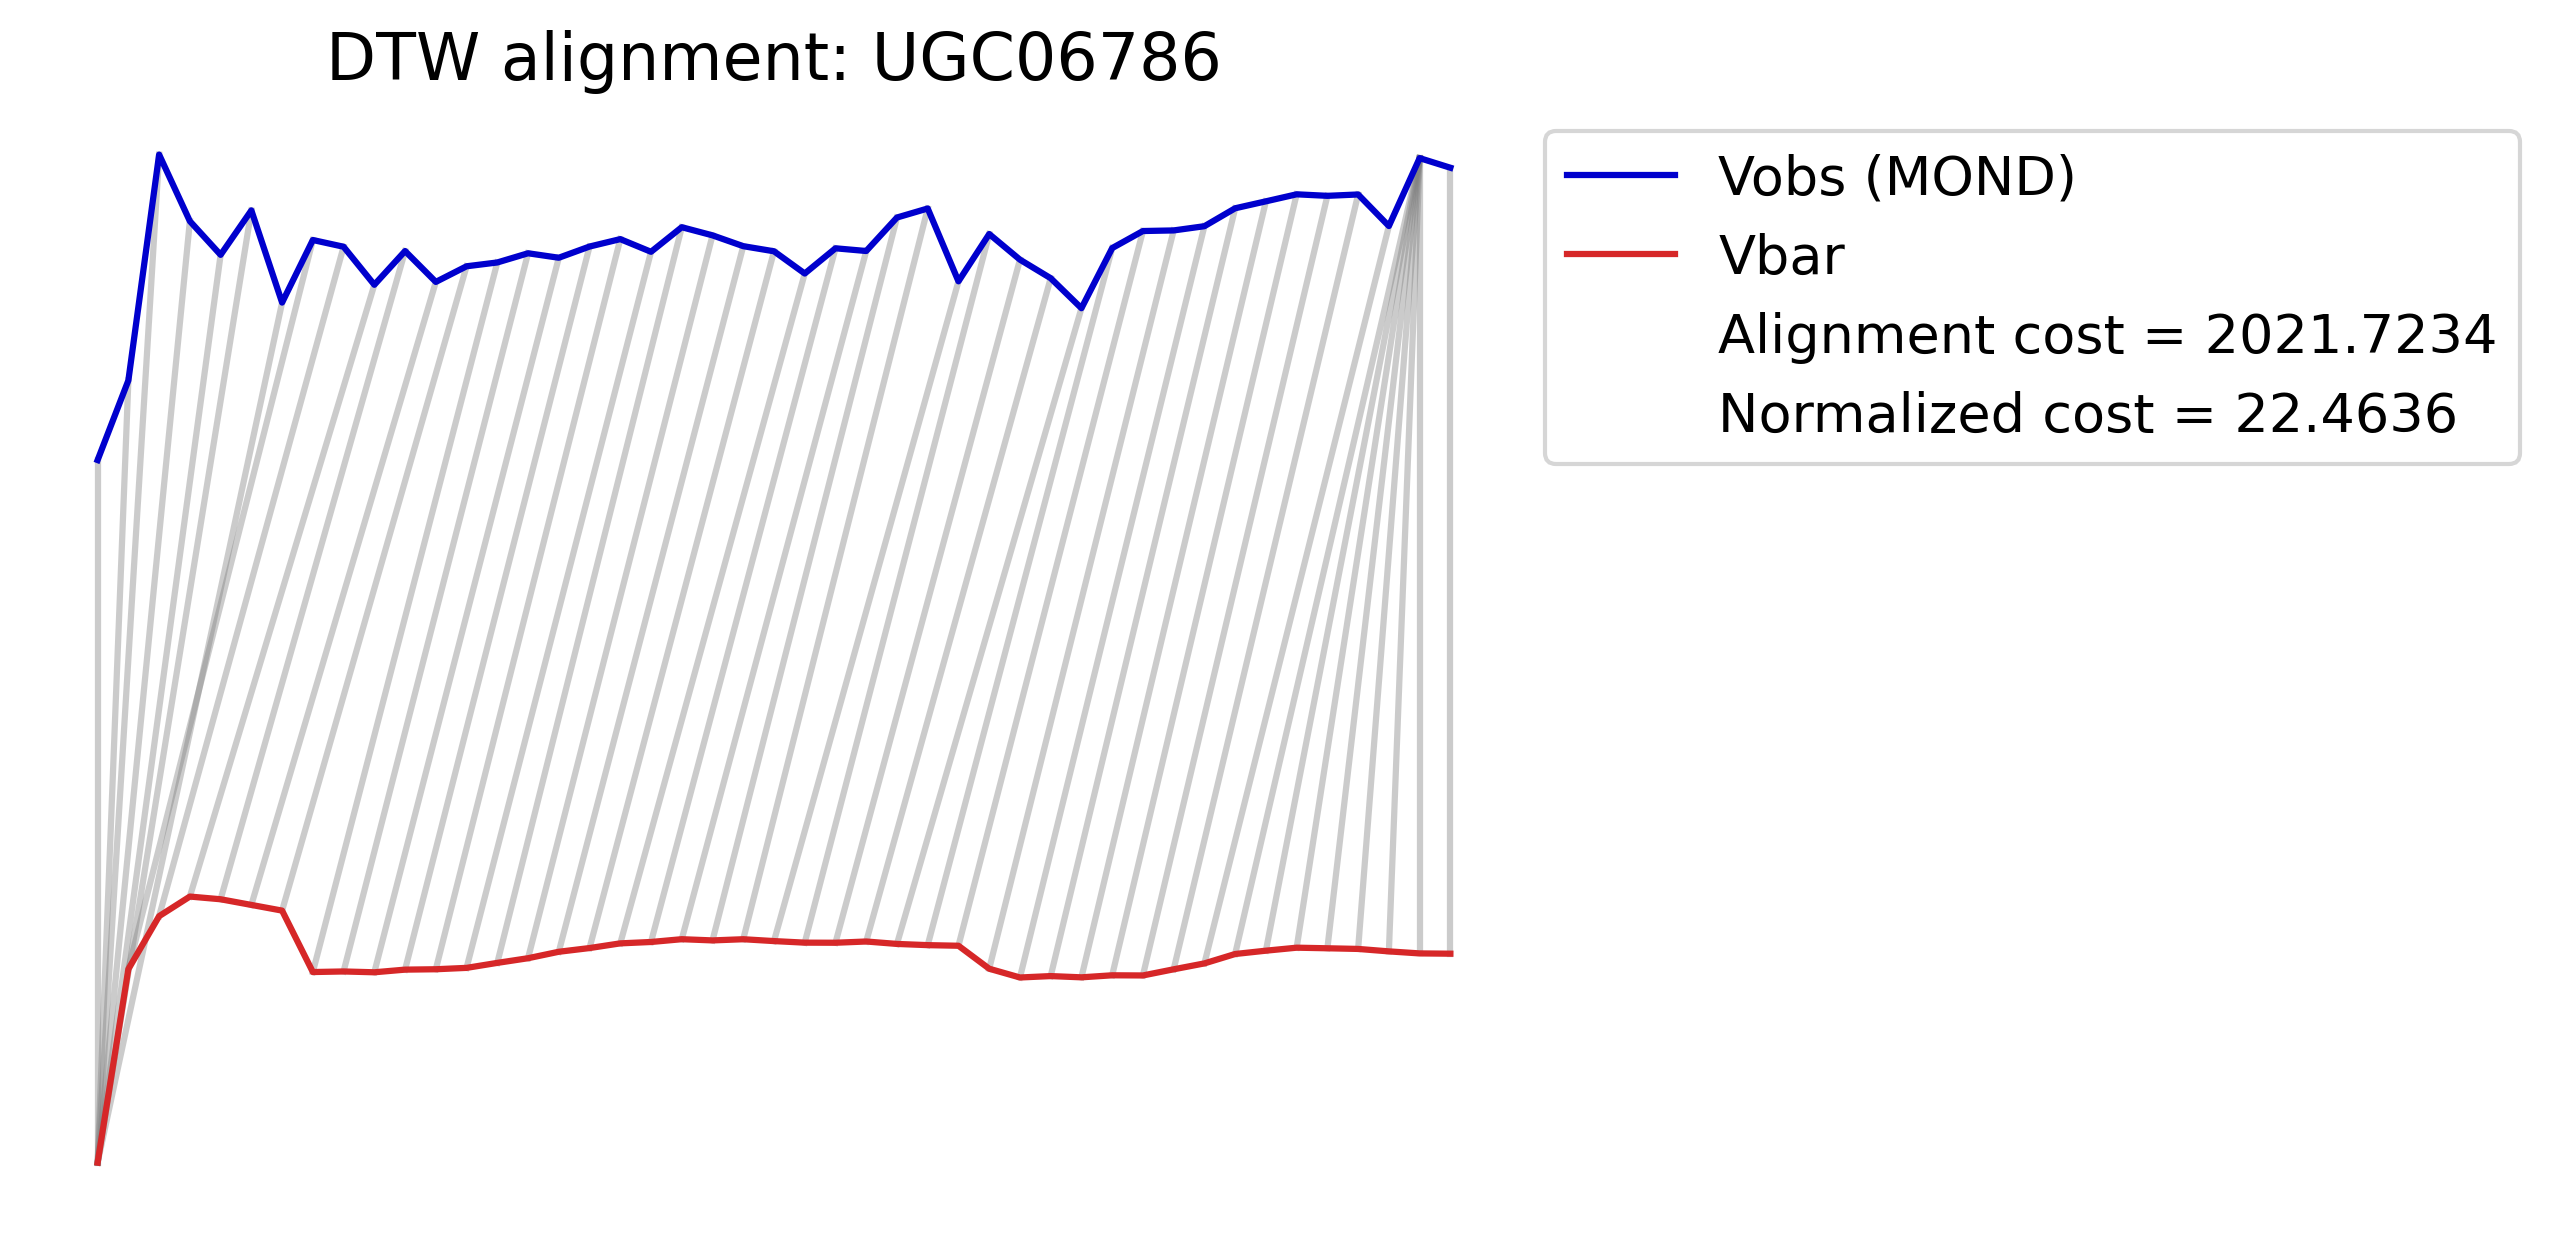 DTW alignment: UGC06786
Vobs (MOND)
Vbar
Alignment cost = 2021.7234
Normalized cost = 22.4636